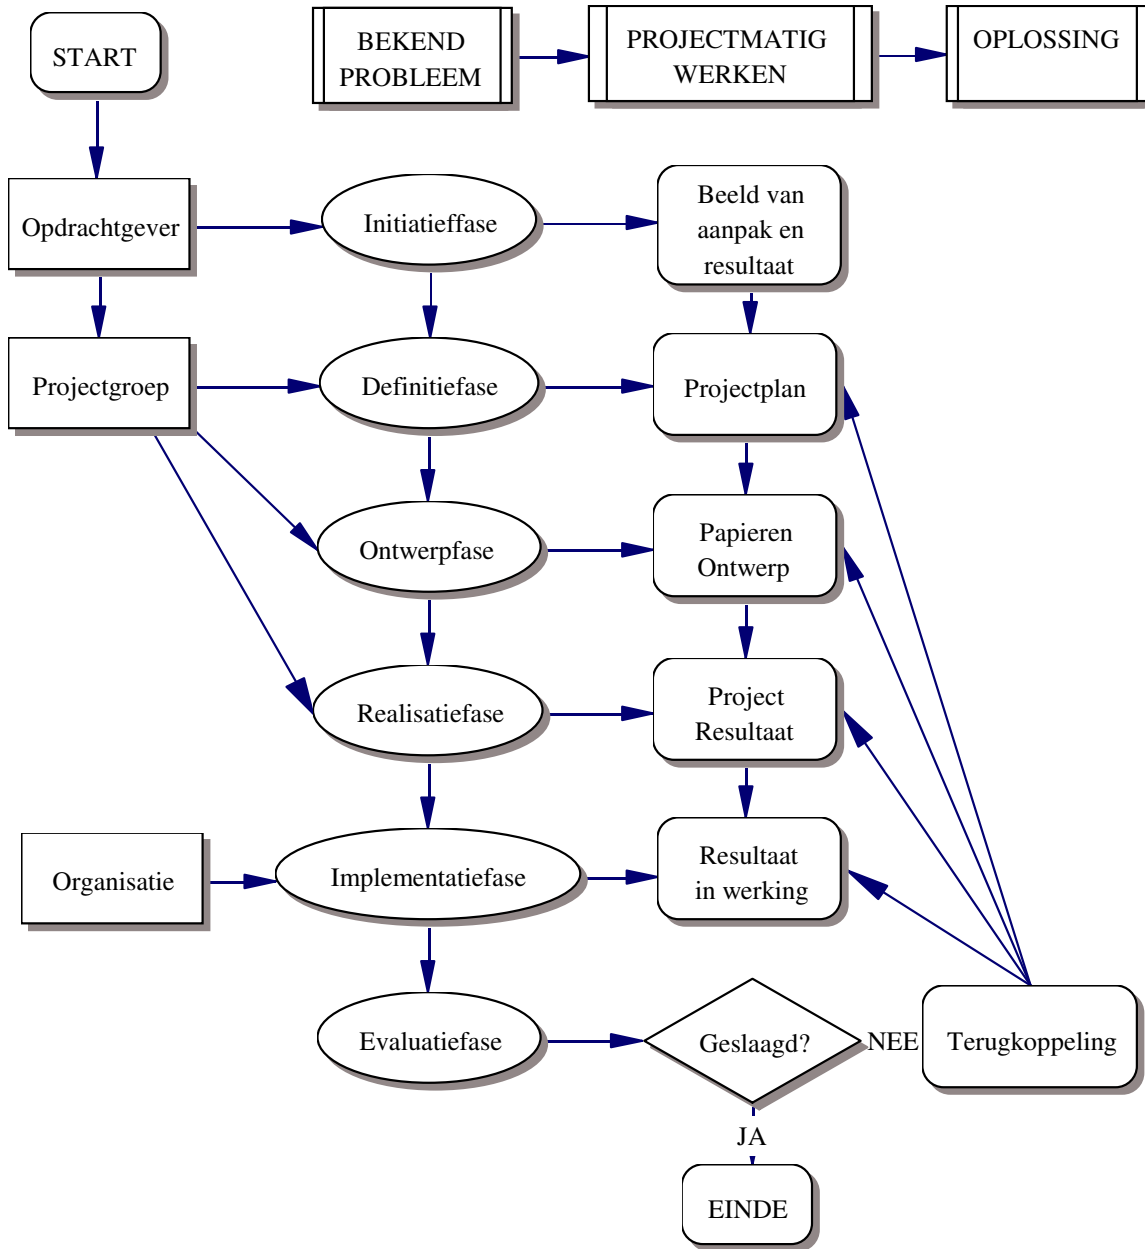 START
BEKEND
PROBLEEM
PROJECTMATIG
WERKEN
OPLOSSING
Opdrachtgever
Initiatieffase
Beeld van
aanpak en
resultaat
Projectgroep
Definitiefase
Projectplan
Ontwerpfase
Papieren
Ontwerp
Realisatiefase
Project
Resultaat
Organisatie
Implementatiefase
Resultaat
in werking
Evaluatiefase
Geslaagd?
NEE
Terugkoppeling
JA
EINDE